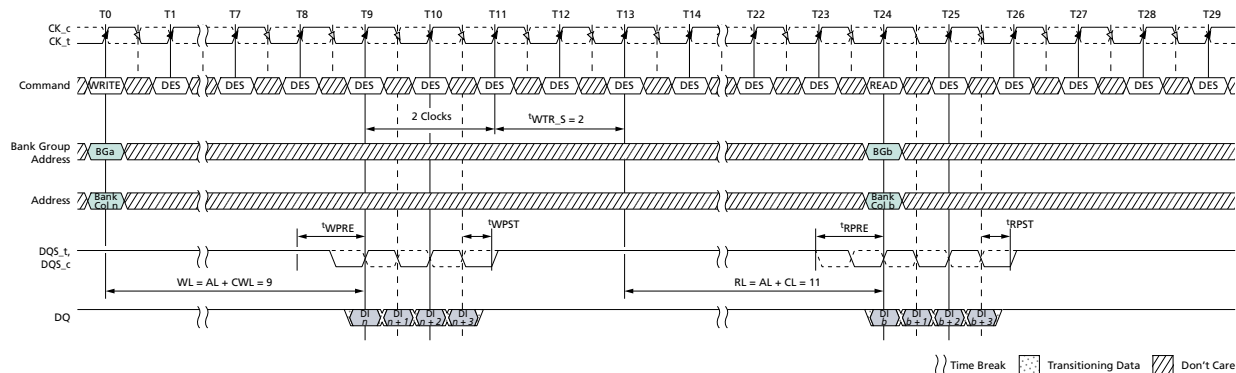 T0 T1 T7 T8 T9 T10 T11 T12 T13 T14 T22 T23 T24 T25 T26 T27 T28 T29
CK_c
CK_t
Command WRITE DES DES DES DES DES DES DES DES DES DES DES READ DES DES DES DES DES
2 Clocks tWTR_S = 2
Bank Group
Address BGa BGb
Address Bank
Col n Bank
Col b
tWPRE tWPST tRPRE tRPST
DQS_t,
DQS_c
WL = AL + CWL = 9 RL = AL + CL = 11
DQ DI
n DI
n + 1 DI
n + 2 DI
n + 3 DI
b DI
b + 1 DI
b + 2 DI
b + 3
Time Break Transitioning Data Don't Care